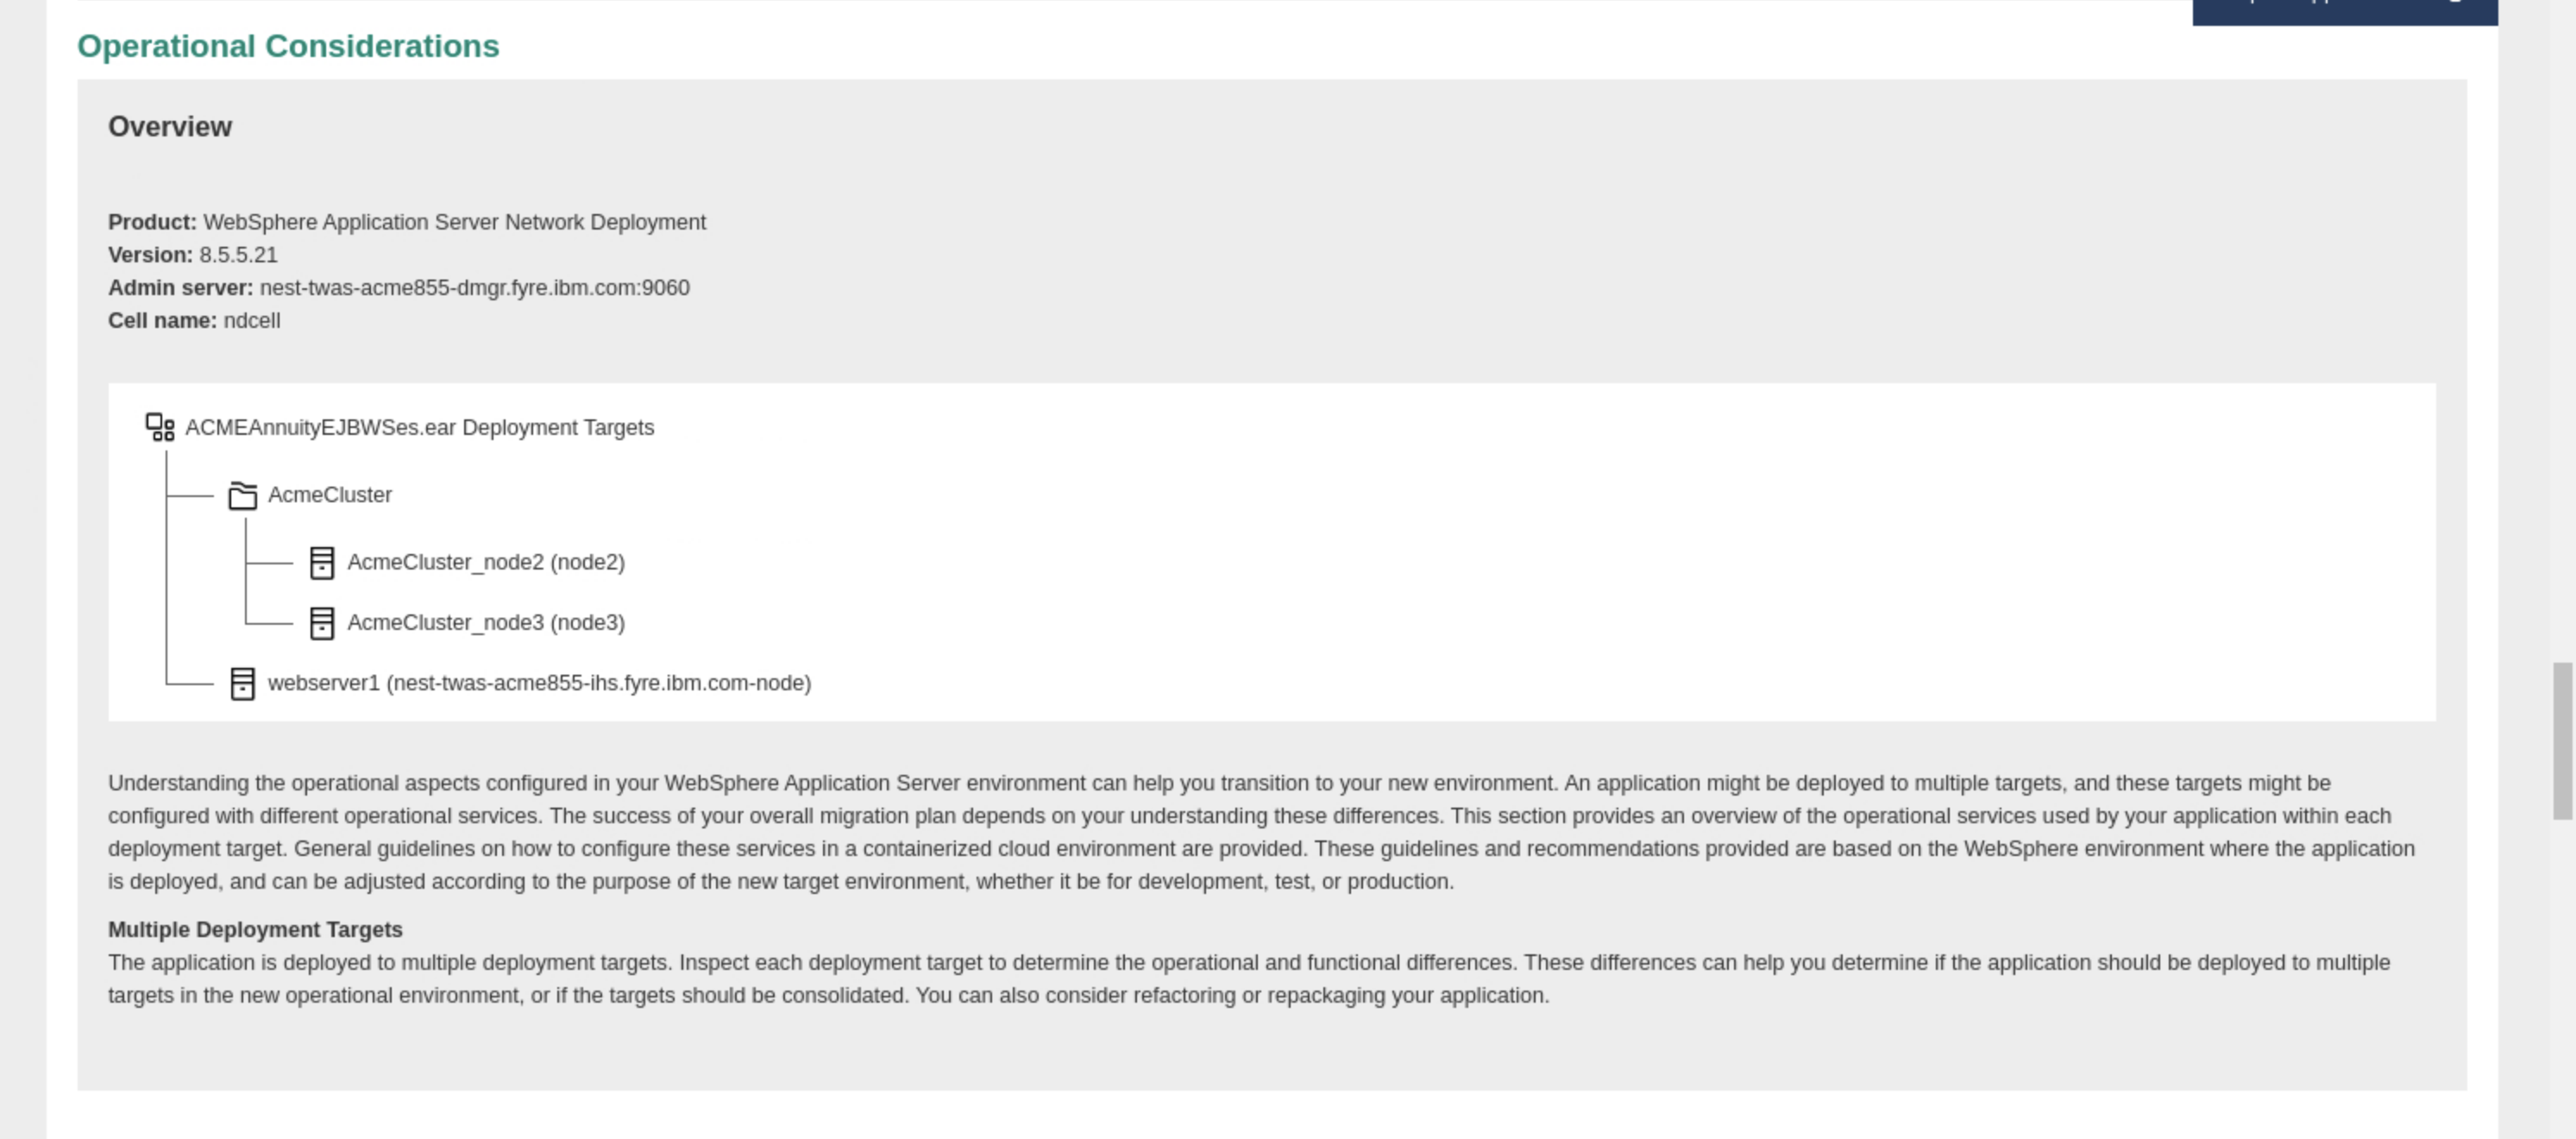 Operational Considerations
Overview
Product: WebSphere Application Server Network Deployment
Version: 8.5.5.21
Admin server: nest-twas-acme855-dmgr.fyre.ibm.com:9060
Cell name: ndcell
ACMEAnnuityEJBWSes.ear Deployment Targets
AcmeCluster
AcmeCluster_node2 (node2)
AcmeCluster_node3 (node3)
webserver1 (nest-twas-acme855-ihs.fyre.ibm.com-node)
Understanding the operational aspects configured in your WebSphere Application Server environment can help you transition to your new environment. An application might be deployed to multiple targets, and these targets might be
configured with different operational services. The success of your overall migration plan depends on your understanding these differences. This section provides an overview of the operational services used by your application within each
deployment target. General guidelines on how to configure these services in a containerized cloud environment are provided. These guidelines and recommendations provided are based on the WebSphere environment where the application
is deployed, and can be adjusted according to the purpose of the new target environment, whether it be for development, test, or production.
Multiple Deployment Targets
The application is deployed to multiple deployment targets. Inspect each deployment target to determine the operational and functional differences. These differences can help you determine if the application should be deployed to multiple
targets in the new operational environment, or if the targets should be consolidated. You can also consider refactoring or repackaging your application.